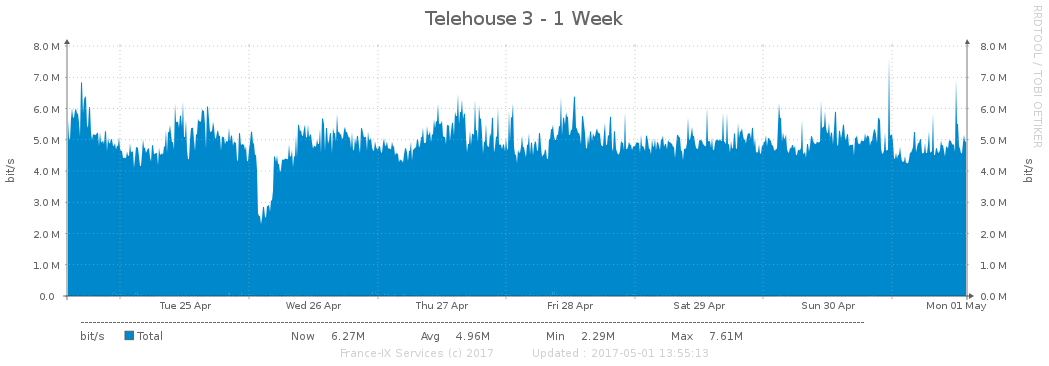 Telehouse 3 - 1 Week
RRDTOOL / TOBI OETIKER
8.0 M 8.0 M
7.0 M 7.0 M
6.0 M 6.0 M
5.0 M 5.0 M
4.0 M 4.0 M
3.0 M 3.0 M
2.0 M 2.0 M
1.0 M 1.0 M
0.0 0.0 M
bit/s bit/s
Tue 25 Apr Wed 26 Apr Thu 27 Apr Fri 28 Apr Sat 29 Apr Sun 30 Apr Mon 01 May
bit/s Total Now 6.27M Avg 4.96M Min 2.29M Max 7.61M
France-IX Services (c) 2017 Updated : 2017-05-01 13:55:13